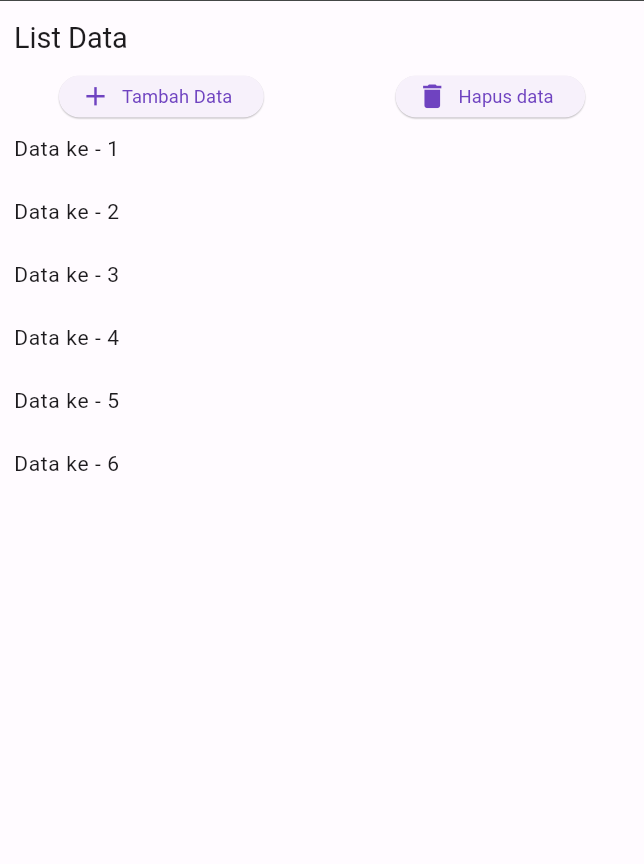 List Data
Tambah Data Hapus data
Data ke - 1
Data ke - 2
Data ke - 3
Data ke - 4
Data ke - 5
Data ke - 6